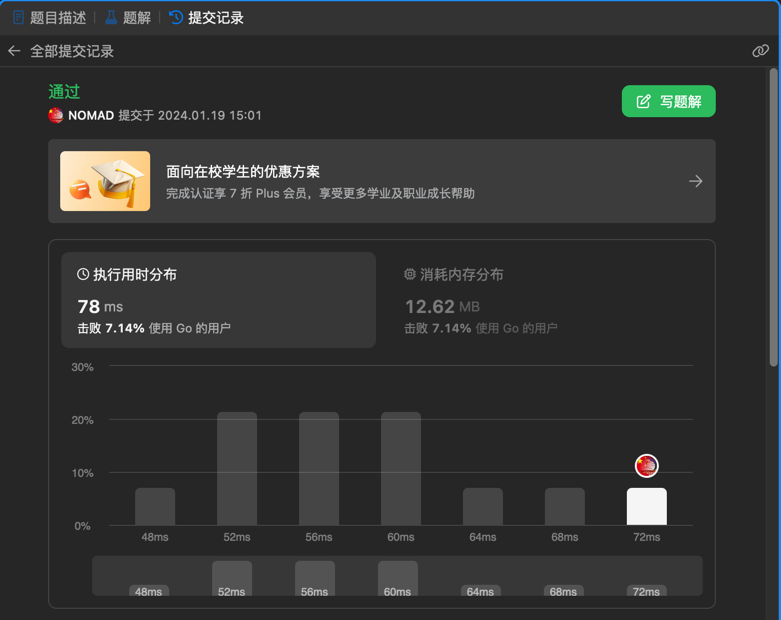 题目描述 题解 提交记录
全部提交记录
通过
NOMAD 提交于 2024.01.19 15:01
写题解
面向在校学生的优惠方案
完成认证享 7 折 Plus 会员，享受更多学业及职业成长帮助
执行用时分布
78 ms
击败 7.14% 使用 Go 的用户
消耗内存分布
12.62 MB
击败 7.14% 使用 Go 的用户
30%
20%
10%
0%
48ms 52ms 56ms 60ms 64ms 68ms 72ms
48ms 52ms 56ms 60ms 64ms 68ms 72ms